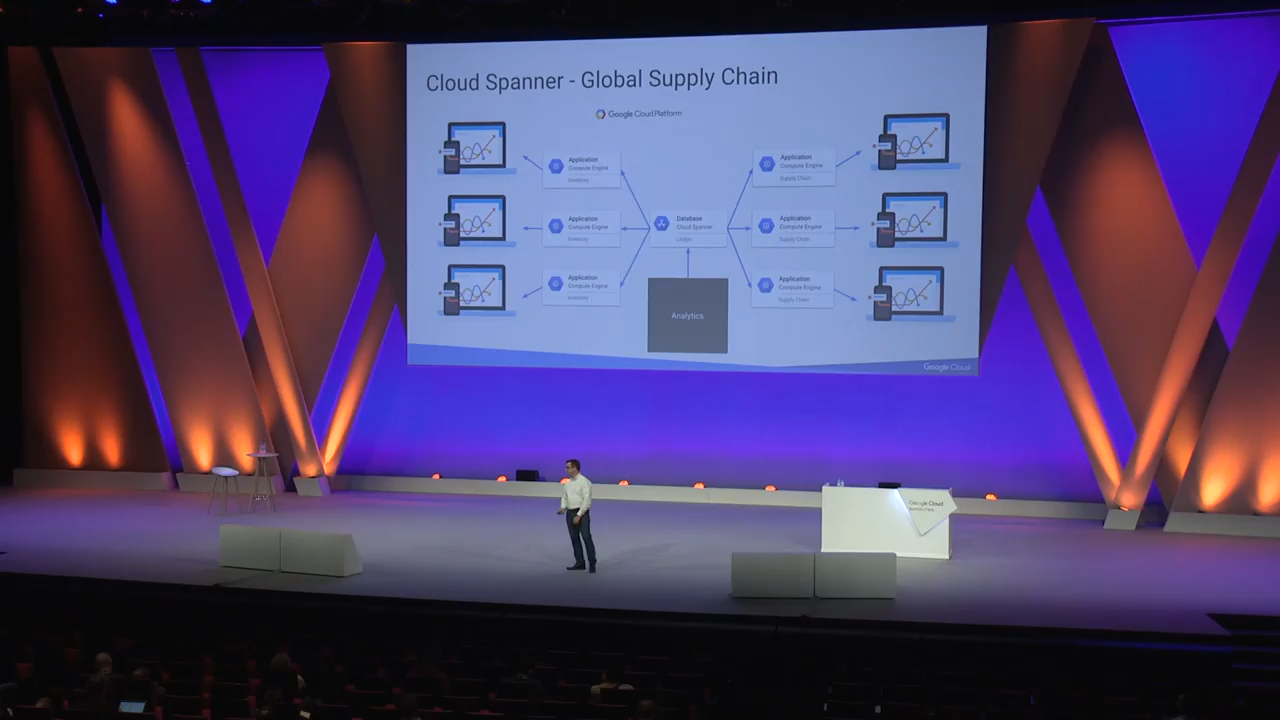 Cloud Spanner - Global Supply Chain
Google Cloud Platform
Application
Compute Engine
Inventory
Application
Compute Engine
Inventory
Application
Compute Engine
Inventory
Database
Cloud Spanner
Ledger
Analytics
Application
Compute Engine
Supply Chain
Application
Compute Engine
Supply Chain
Application
Compute Engine
Supply Chain
Google Cloud
Google Cloud